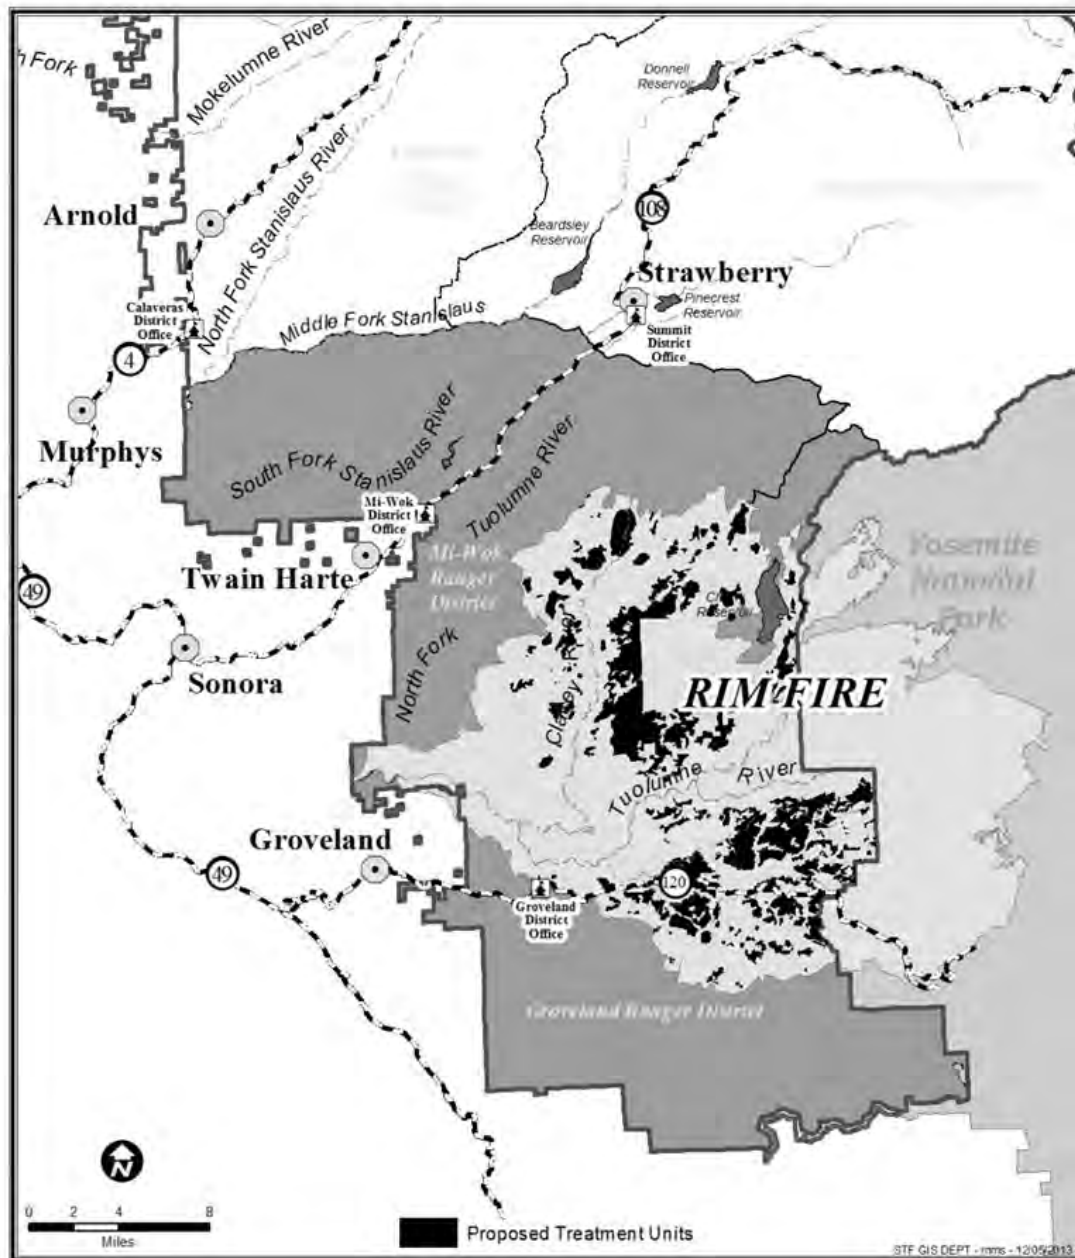 Donnell
Reservoir
h Fork
Mokelumne River
North Fork Stanislaus River
Arnold
108
Beardsley
Reservoir
Strawberry
Pinecrest
Reservoir
Calaveras
District
Office
Middle Fork Stanislaus
Summit
District
Office
4
Murphys
South Fork Stanislaus River
Tuolumne River
Mi-Wok
District
Office
Mi-Wok
Ranger
District
Yosemite
National
Park
Twain Harte
49
Reservoir
North Fork
Clavey River
Sonora
RIM FIRE
Tuolumne River
Groveland
49
120
Groveland
District
Office
Groveland Ranger District
N
0 2 4 8
Miles
Proposed Treatment Units
STF GIS DEPT - mms - 12/05/2013